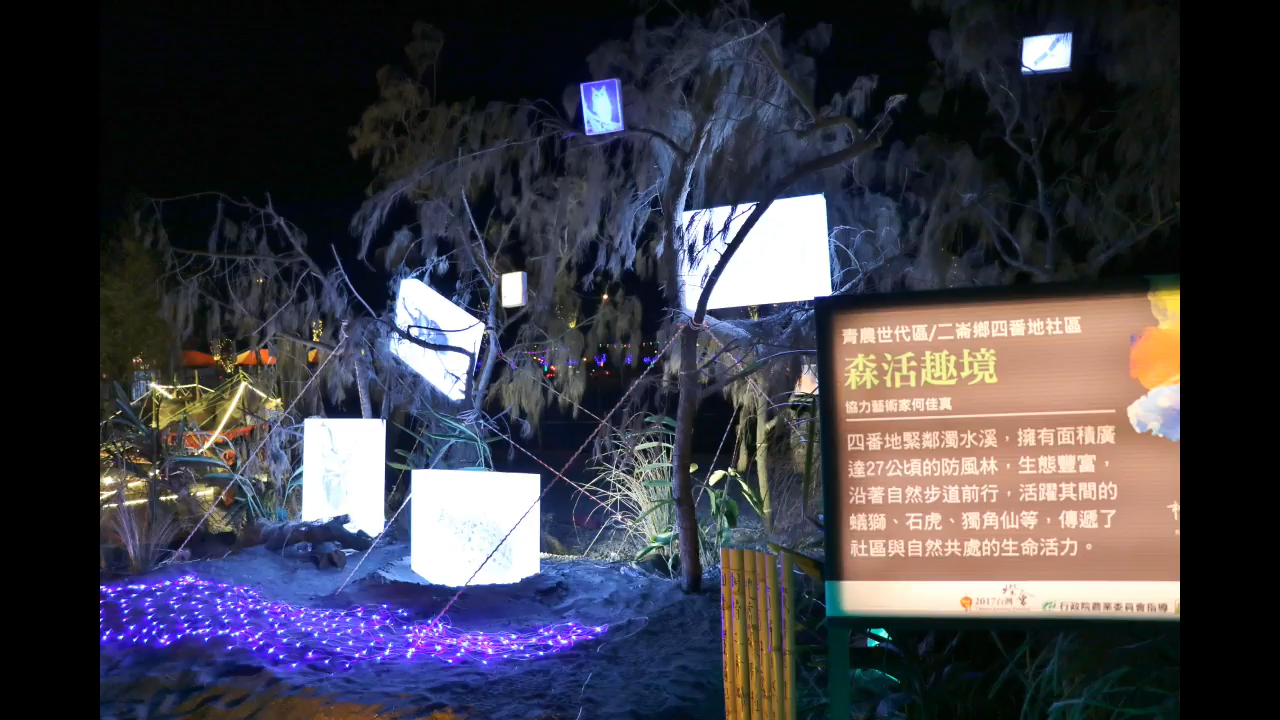 青農世代區/二崙鄉四番地社區
森活趣境
協力藝術家何佳真
四番地緊鄰濁水溪，擁有面積廣
達27公頃的防風林，生態豐富，
沿著自然步道前行，活躍其間的
蟻獅、石虎、獨角仙等，傳遞了
社區與自然共處的生命活力。
2017台灣燈會
行政院農業委員會指導